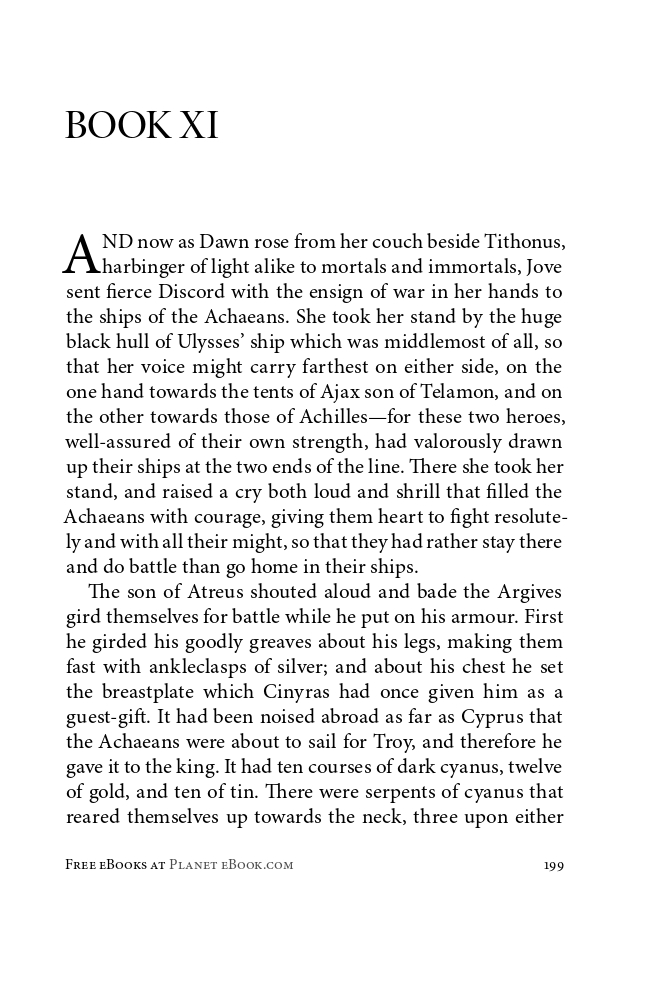 BOOK XI
AND now as Dawn rose from her couch beside Tithonus,
harbinger of light alike to mortals and immortals, Jove
sent fierce Discord with the ensign of war in her hands to
the ships of the Achaeans. She took her stand by the huge
black hull of Ulysses’ ship which was middlemost of all, so
that her voice might carry farthest on either side, on the
one hand towards the tents of Ajax son of Telamon, and on
the other towards those of Achilles—for these two heroes,
well-assured of their own strength, had valorously drawn
up their ships at the two ends of the line. There she took her
stand, and raised a cry both loud and shrill that filled the
Achaeans with courage, giving them heart to fight resolute-
ly and with all their might, so that they had rather stay there
and do battle than go home in their ships.
The son of Atreus shouted aloud and bade the Argives
gird themselves for battle while he put on his armour. First
he girded his goodly greaves about his legs, making them
fast with ankleclasps of silver; and about his chest he set
the breastplate which Cinyras had once given him as a
guest-gift. It had been noised abroad as far as Cyprus that
the Achaeans were about to sail for Troy, and therefore he
gave it to the king. It had ten courses of dark cyanus, twelve
of gold, and ten of tin. There were serpents of cyanus that
reared themselves up towards the neck, three upon either
Free eBooks at Planet eBook.com 199